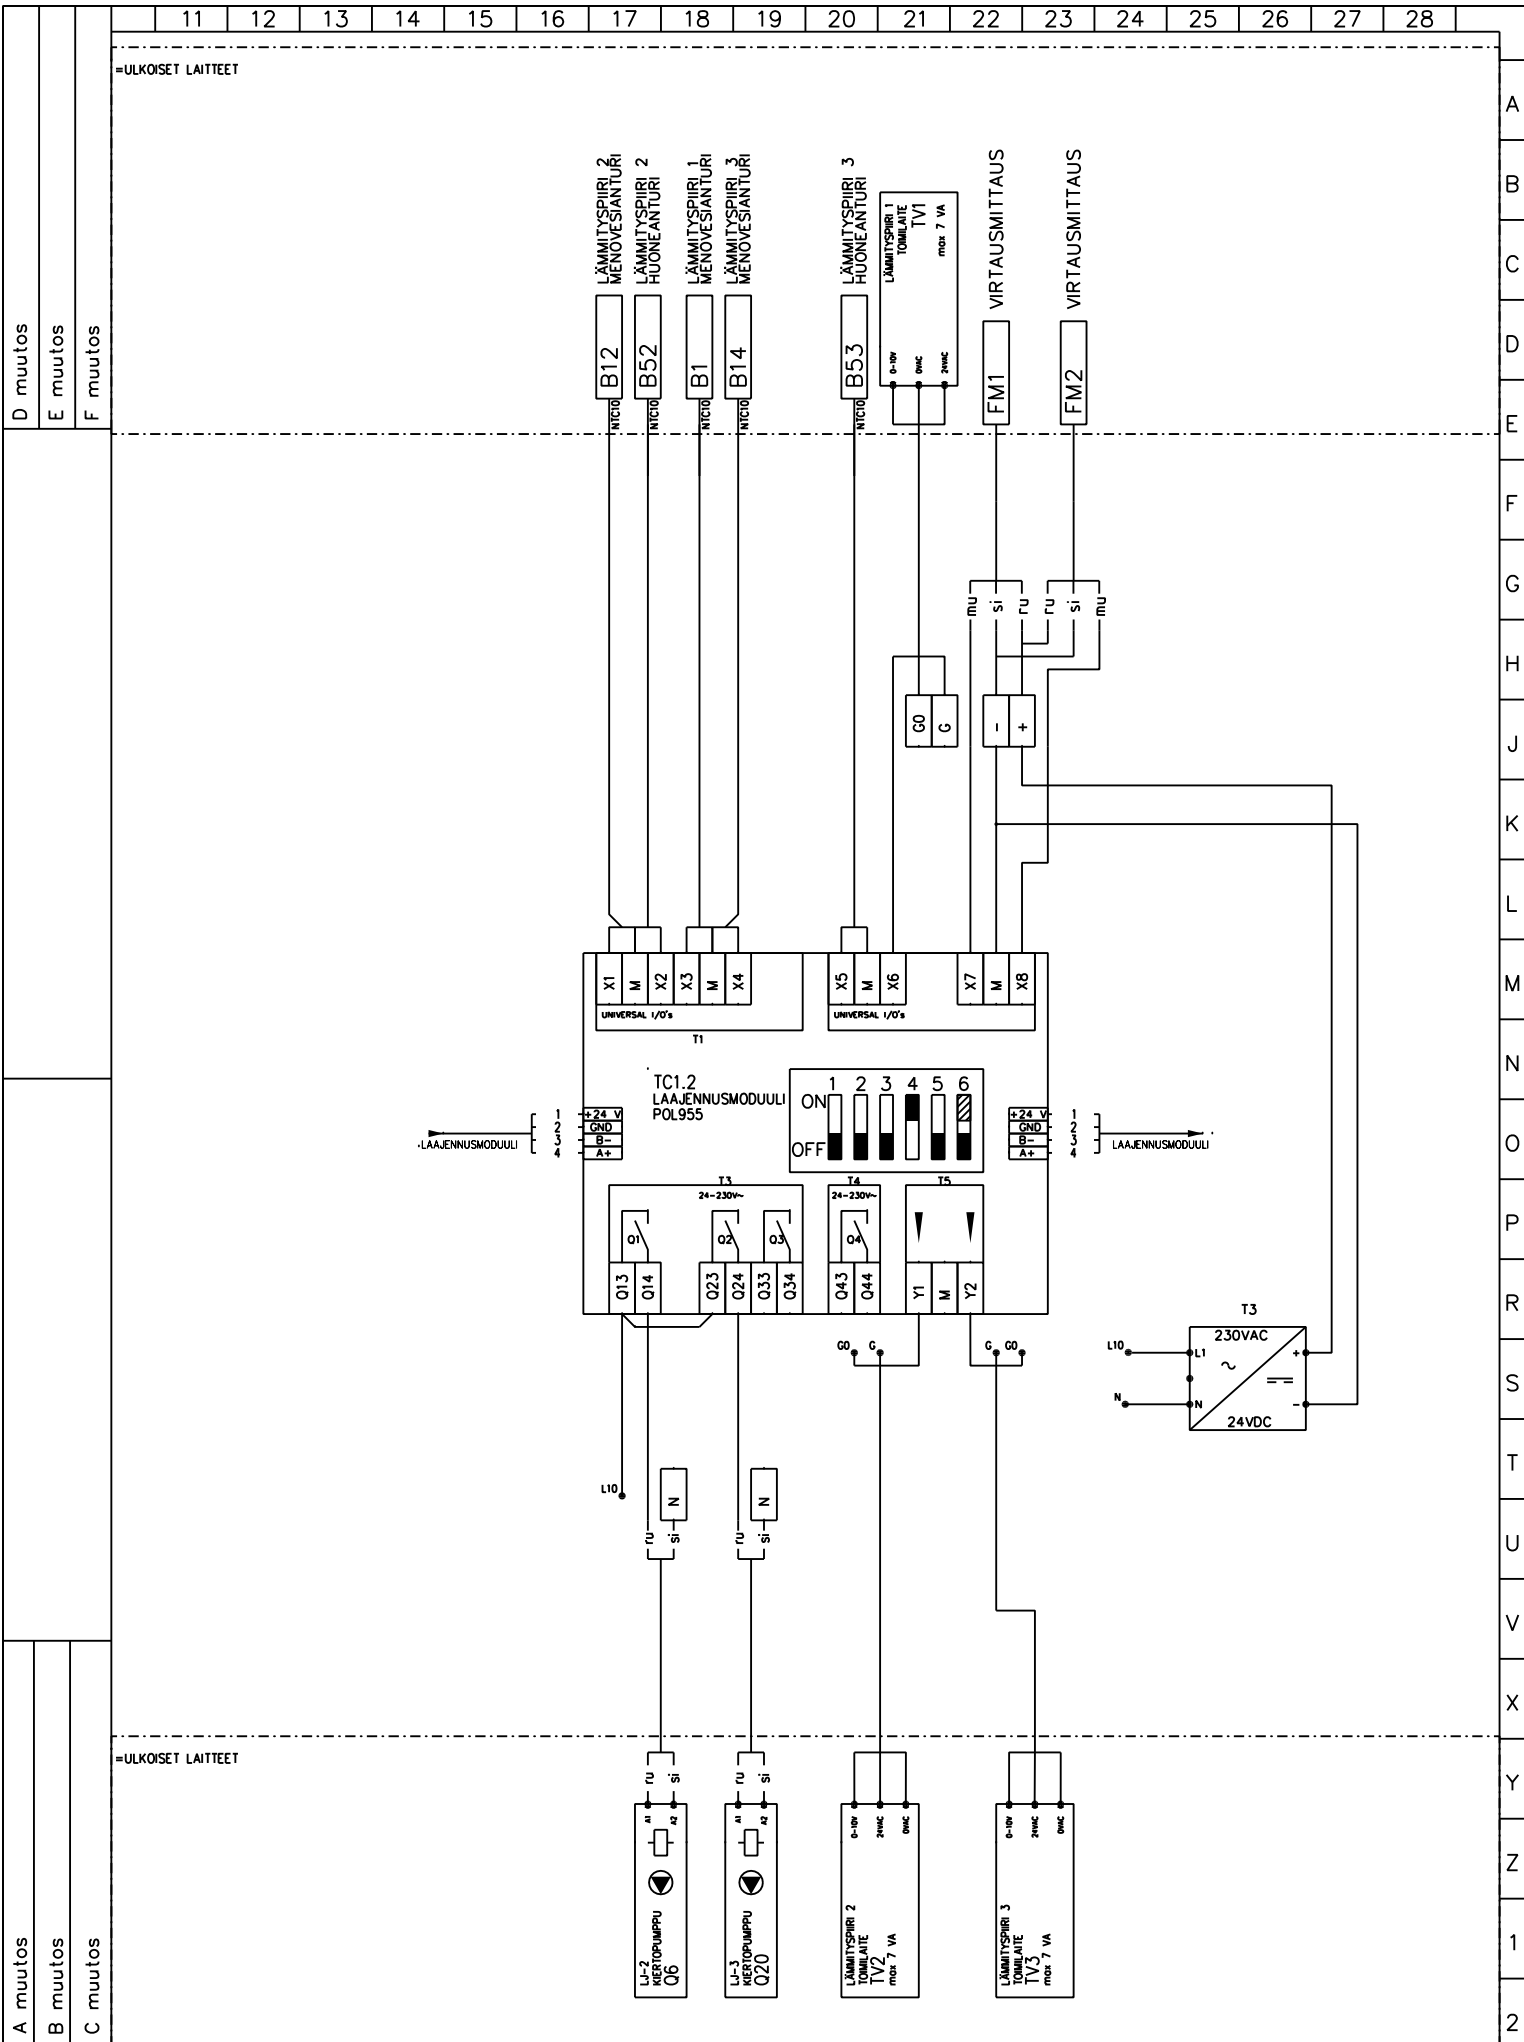 11 12 13 14 15 16 17 18 19 20 21 22 23 24 25 26 27 28
A
B
C
D
E
F
G
H
J
K
L
M
N
O
P
R
S
T
U
V
X
Y
Z
1
2
D muutos
E muutos
F muutos
A muutos
B muutos
C muutos
=ULKOISET LAITTEET
LÄMMITYSPIIRI 2
MENOVESIANTURI
B12
NTC10
LÄMMITYSPIIRI 2
HUONEANTURI
B52
NTC10
LÄMMITYSPIIRI 1
MENOVESIANTURI
B1
NTC10
LÄMMITYSPIIRI 3
MENOVESIANTURI
B14
NTC10
LÄMMITYSPIIRI 3
HUONEANTURI
B53
NTC10
LÄMMITYSPIIRI 1
TOIMILAITE
TV1
max 7 VA
0-10V
0VAC
24VAC
VIRTAUSMITTAUS
FM1
VIRTAUSMITTAUS
FM2
mu si ru ru si mu
G0 G - +
X1 M X2 X3 M X4
UNIVERSAL I/O's
T1
X5 M X6 X7 M X8
UNIVERSAL I/O's
TC1.2
LAAJENNUSMODUULI
POL955
1 2 3 4 5 6
ON
OFF
1 +24 V
2 GND
3 B-
4 A+
LAAJENNUSMODUULI
+24 V 1
GND 2
B- 3
A+ 4
LAAJENNUSMODUULI
T3
24-230V~
Q1 Q2 Q3
Q13 Q14 Q23 Q24 Q33 Q34
T4
24-230V~
Q4
Q43 Q44
T5
Y1 M Y2
G0 G G G0
T3
230VAC
L10 L1 +
N N -
24VDC
L10
N
N
ru si
ru si
=ULKOISET LAITTEET
ru si
ru si
A1 A2
LJ-2
KIERTOPUMPPU
Q6
A1 A2
LJ-3
KIERTOPUMPPU
Q20
0-10V
24VAC
0VAC
LÄMMITYSPIIRI 2
TOIMILAITE
TV2
max 7 VA
0-10V
24VAC
0VAC
LÄMMITYSPIIRI 3
TOIMILAITE
TV3
max 7 VA